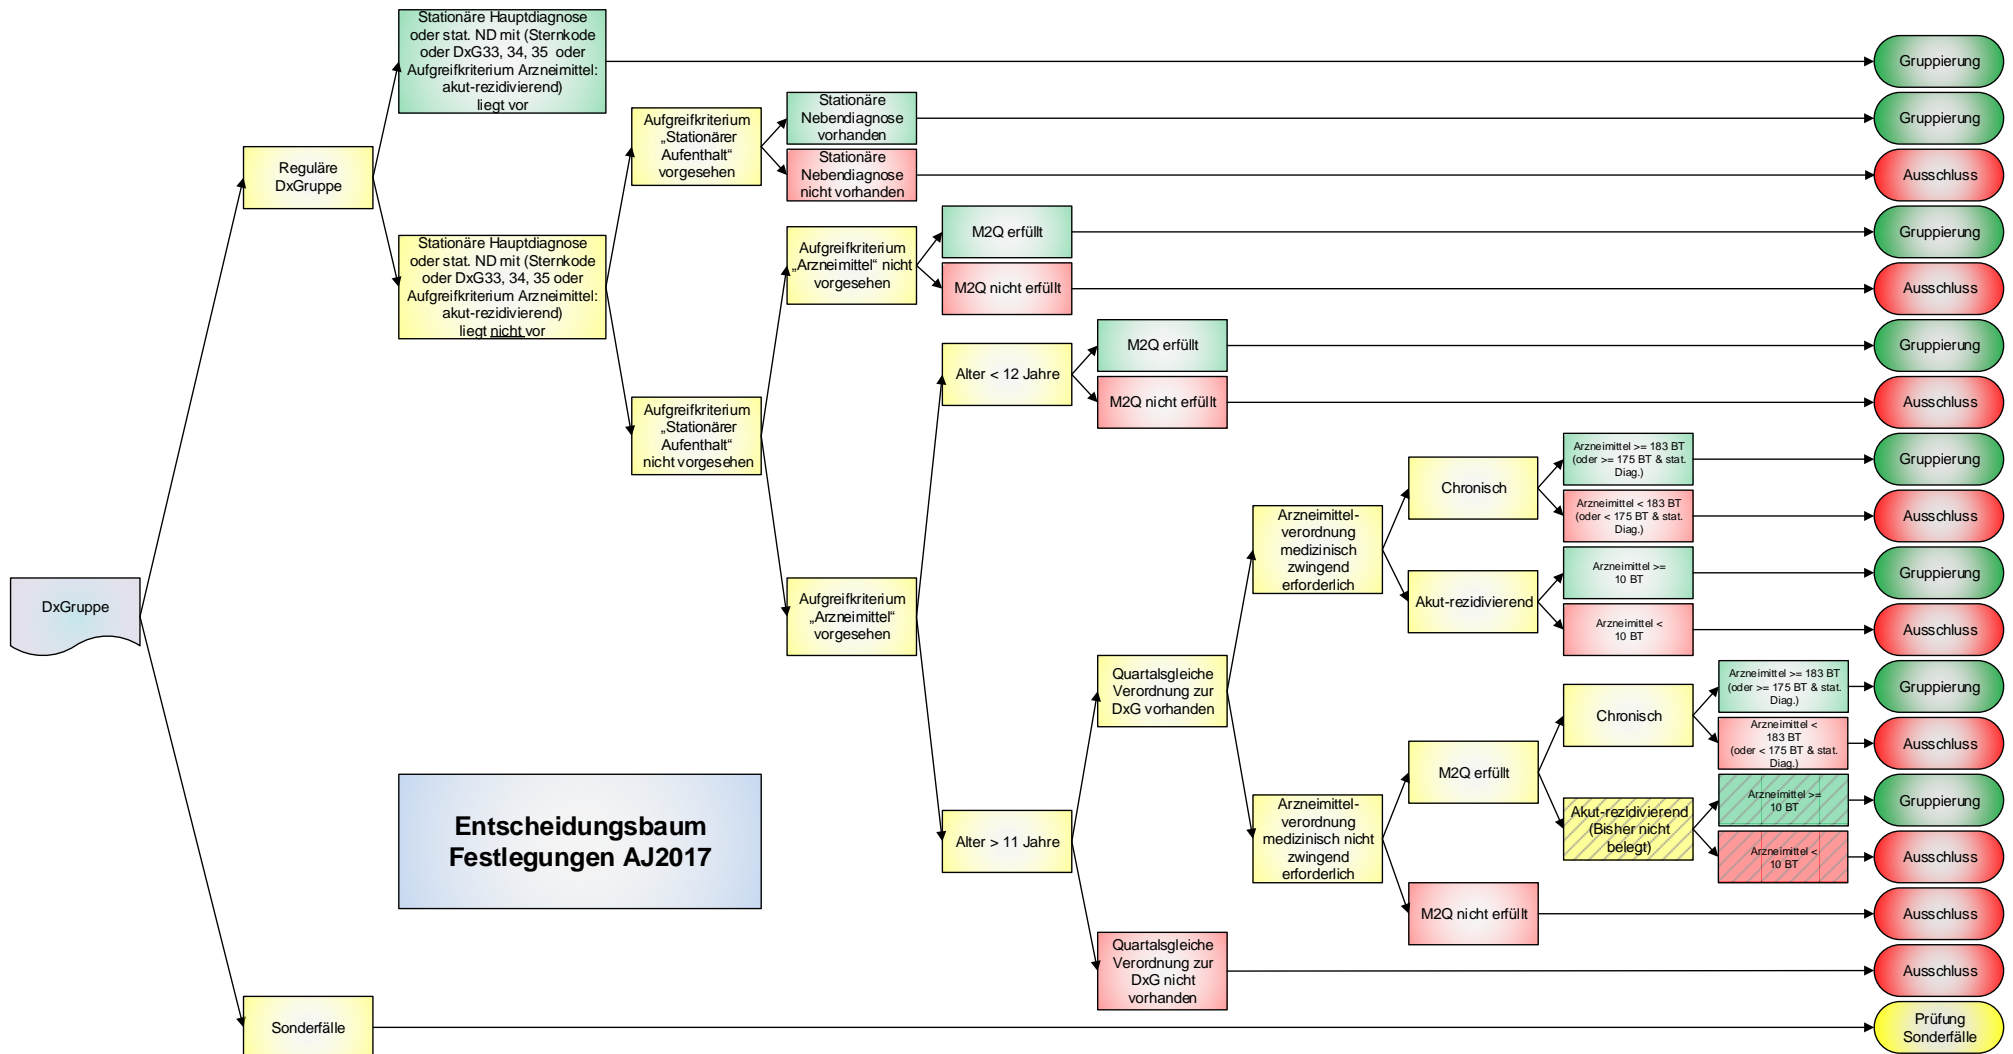 DxGruppe
Reguläre
DxGruppe
Sonderfälle
Stationäre Hauptdiagnose
oder stat. ND mit (Sternkode
oder DxG33, 34, 35 oder
Aufgreifkriterium Arzneimittel:
akut-rezidivierend)
liegt vor
Stationäre Hauptdiagnose
oder stat. ND mit (Sternkode
oder DxG33, 34, 35 oder
Aufgreifkriterium Arzneimittel:
akut-rezidivierend)
liegt nicht vor
Entscheidungsbaum
Festlegungen AJ2017
Aufgreifkriterium
„Stationärer
Aufenthalt“
vorgesehen
Aufgreifkriterium
„Stationärer
Aufenthalt“
nicht vorgesehen
Stationäre
Nebendiagnose
vorhanden
Stationäre
Nebendiagnose
nicht vorhanden
Aufgreifkriterium
„Arzneimittel“ nicht
vorgesehen
Aufgreifkriterium
„Arzneimittel“
vorgesehen
M2Q erfüllt
M2Q nicht erfüllt
Alter < 12 Jahre
Alter > 11 Jahre
M2Q erfüllt
M2Q nicht erfüllt
Quartalsgleiche
Verordnung zur
DxG vorhanden
Quartalsgleiche
Verordnung zur
DxG nicht
vorhanden
Arzneimittel-
verordnung
medizinisch
zwingend
erforderlich
Arzneimittel-
verordnung
medizinisch nicht
zwingend
erforderlich
Chronisch
Akut-rezidivierend
M2Q erfüllt
M2Q nicht erfüllt
Arzneimittel >= 183 BT
(oder >= 175 BT & stat.
Diag.)
Arzneimittel < 183 BT
(oder < 175 BT & stat.
Diag.)
Arzneimittel >=
10 BT
Arzneimittel <
10 BT
Chronisch
Akut-rezidivierend
(Bisher nicht
belegt)
Arzneimittel >= 183 BT
(oder >= 175 BT & stat.
Diag.)
Arzneimittel <
183 BT
(oder < 175 BT & stat.
Diag.)
Arzneimittel >=
10 BT
Arzneimittel <
10 BT
Gruppierung
Gruppierung
Ausschluss
Gruppierung
Ausschluss
Gruppierung
Ausschluss
Gruppierung
Ausschluss
Gruppierung
Ausschluss
Gruppierung
Ausschluss
Gruppierung
Ausschluss
Ausschluss
Ausschluss
Prüfung
Sonderfälle